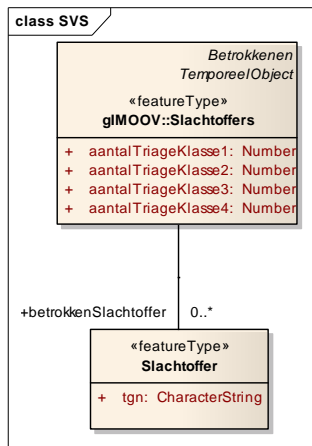 class SVS
Betrokkenen
TemporeelObject
«featureType»
gIMOOV::Slachtoffers
+ aantalTriageKlasse1: Number
+ aantalTriageKlasse2: Number
+ aantalTriageKlasse3: Number
+ aantalTriageKlasse4: Number
+betrokkenSlachtoffer 0..*
«featureType»
Slachtoffer
+ tgn: CharacterString